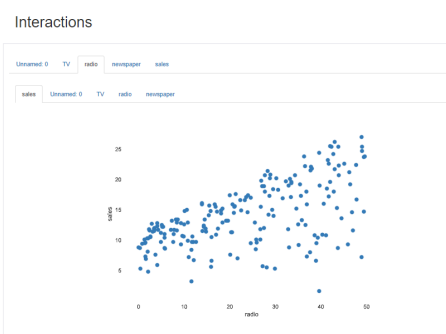 Interactions
Unnamed: 0 TV radio newspaper sales
sales Unnamed: 0 TV radio newspaper
25
20
15
10
5
sales
0 10 20 30 40 50
radio